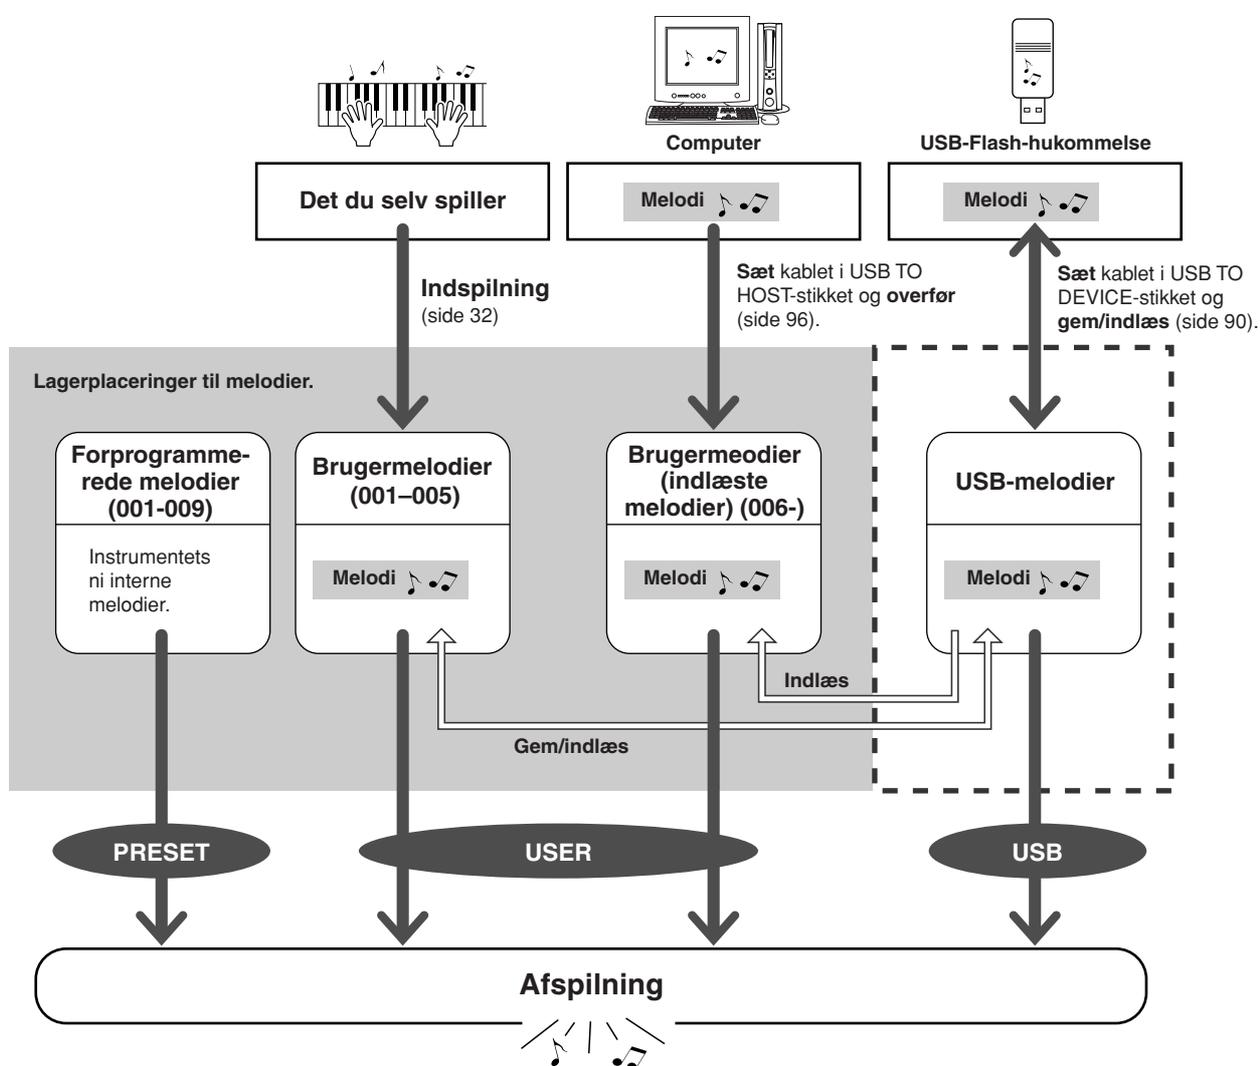 Computer
USB-Flash-hukommelse
Det du selv spiller
Melodi
Melodi
Indspilning
(side 32)
Sæt kablet i USB TO
HOST-stikket og overfør
(side 96).
Sæt kablet i USB TO
DEVICE-stikket og
gem/indlæs (side 90).
Lagerplaceringer til melodier.
Forprogramme-
rede melodier
(001-009)
Instrumentets
ni interne
melodier.
Brugermelodier
(001–005)
Melodi
Brugermeodier
(indlæste
melodier) (006-)
Melodi
USB-melodier
Melodi
Indlæs
Gem/indlæs
PRESET
USER
USB
Afspilning